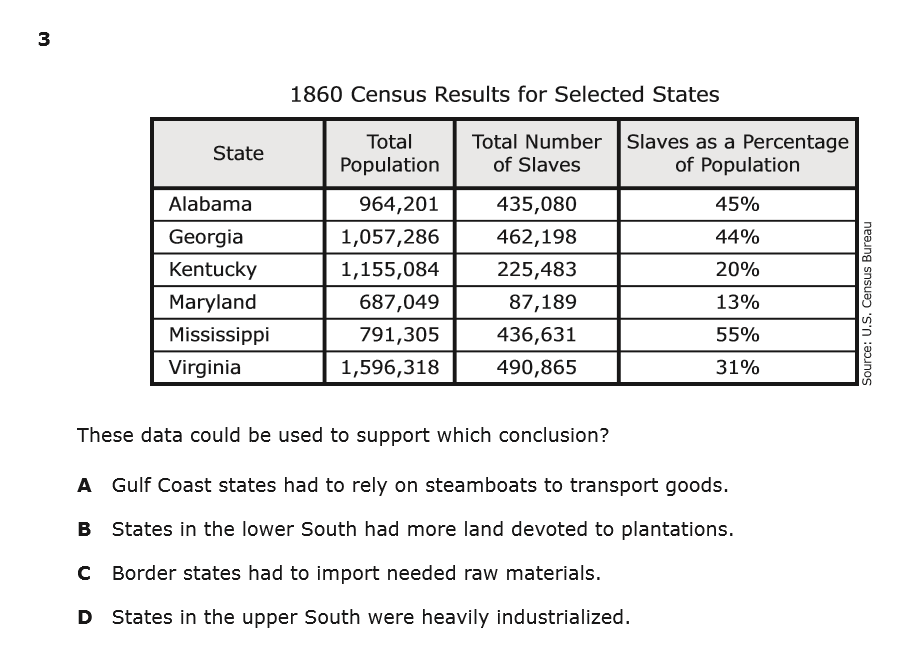 3
1860 Census Results for Selected States
State Total Population Total Number of Slaves Slaves as a Percentage of Population
Alabama 964,201 435,080 45%
Georgia 1,057,286 462,198 44%
Kentucky 1,155,084 225,483 20%
Maryland 687,049 87,189 13%
Mississippi 791,305 436,631 55%
Virginia 1,596,318 490,865 31%
Source: U.S. Census Bureau
These data could be used to support which conclusion?
A Gulf Coast states had to rely on steamboats to transport goods.
B States in the lower South had more land devoted to plantations.
C Border states had to import needed raw materials.
D States in the upper South were heavily industrialized.